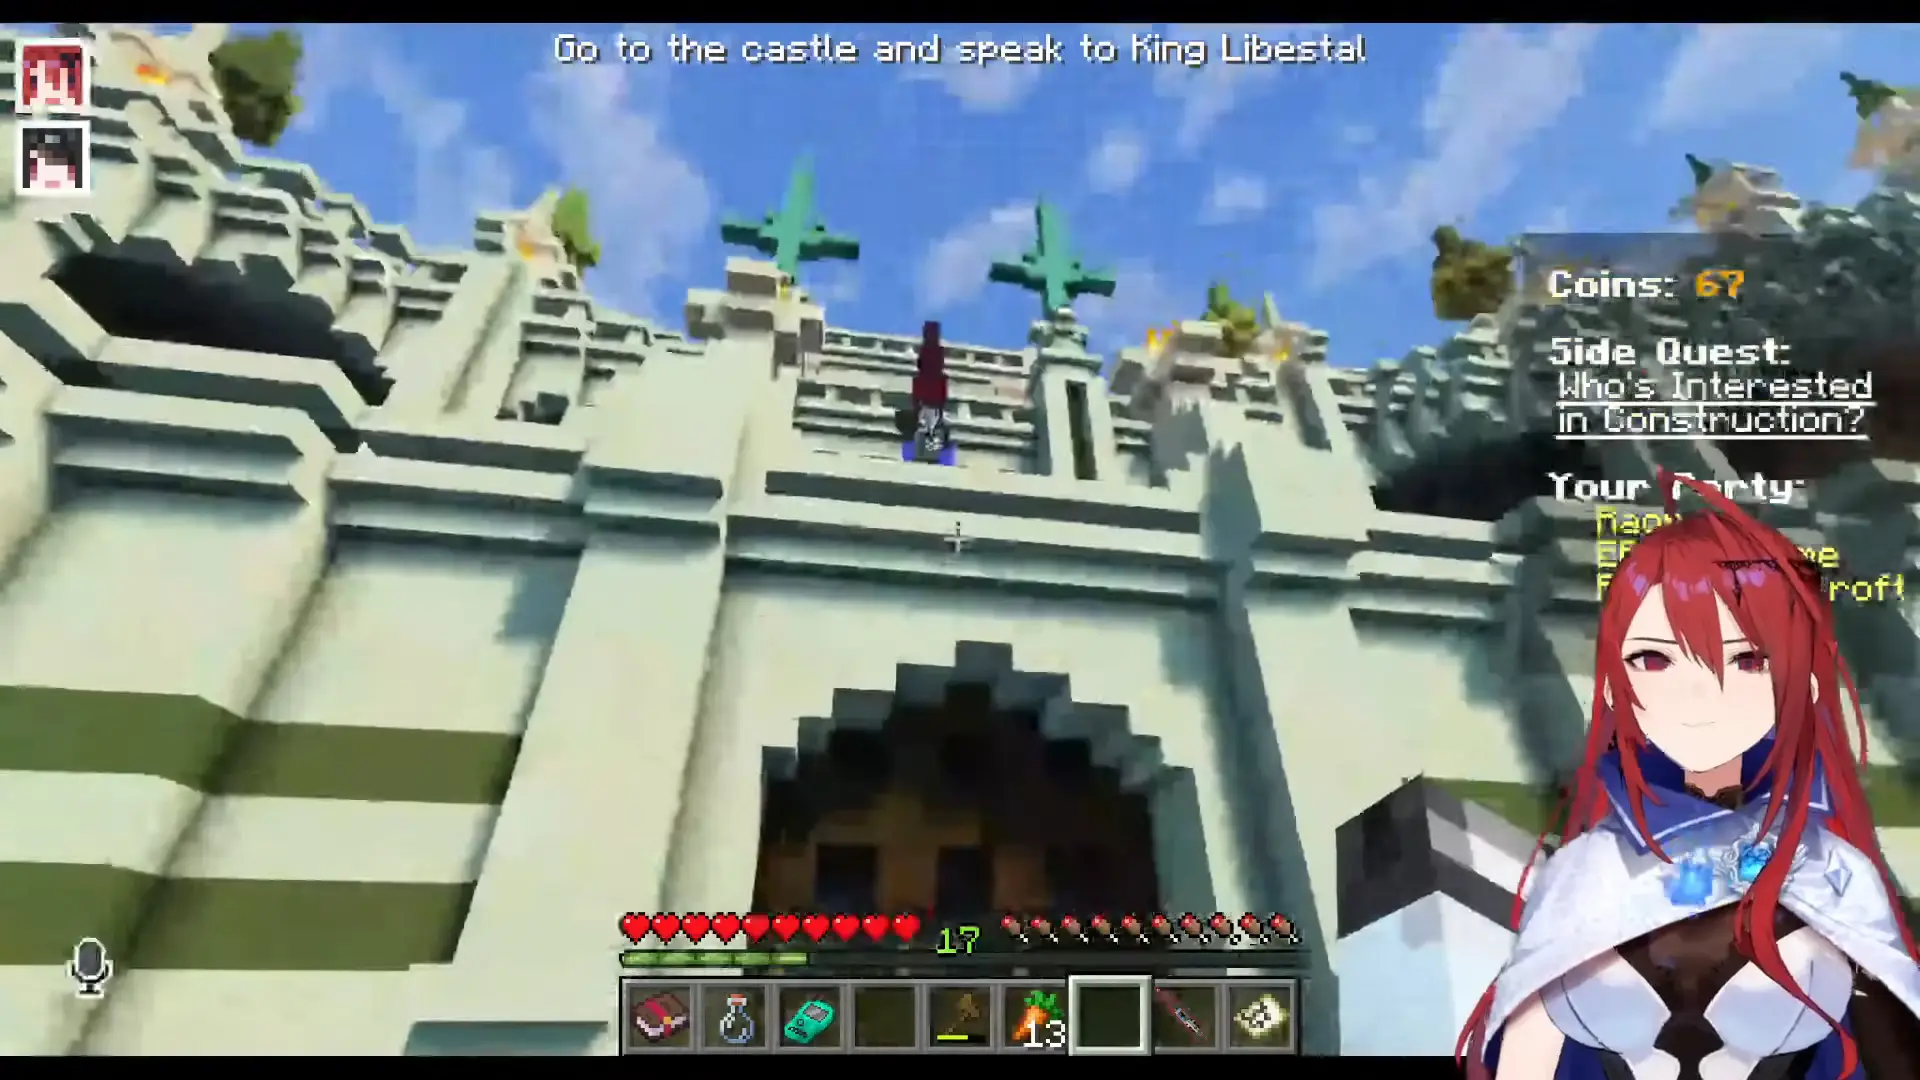 Go to the castle and speak to King Libestal
Coins: 67
Side Quest:
Who's Interested
in Construction?
Your Party:
17
13